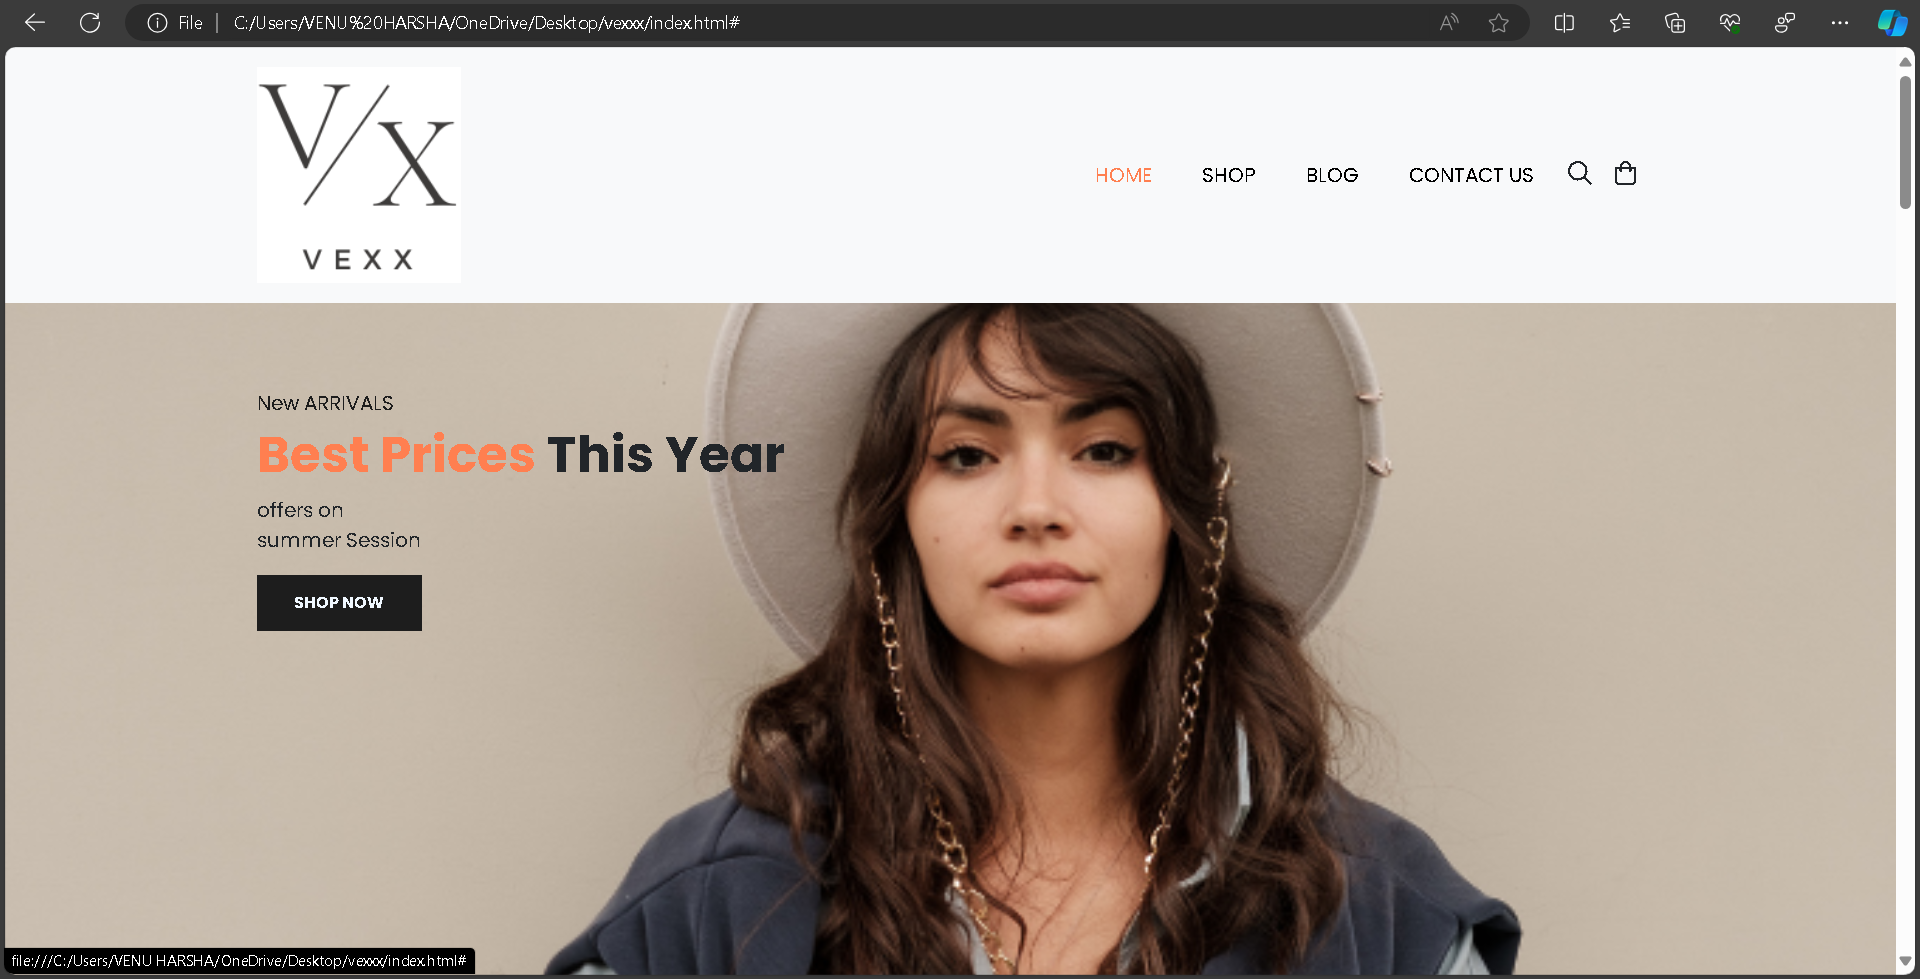 File
C:/Users/VENU%20HARSHA/OneDrive/Desktop/vexxx/index.html#
V/X
VEXX
HOME SHOP BLOG CONTACT US
New ARRIVALS
Best Prices This Year
offers on
summer Session
SHOP NOW
file:///C:/Users/VENU HARSHA/OneDrive/Desktop/vexxx/index.html#